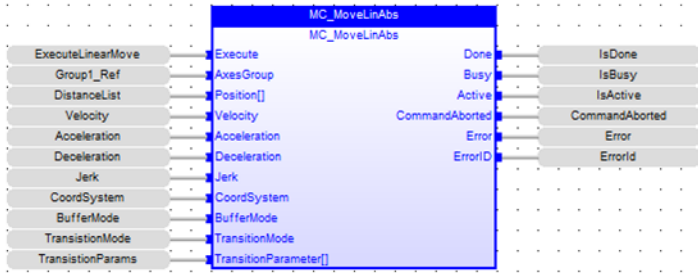 MC_MoveLinAbs
MC_MoveLinAbs
ExecuteLinearMove Execute Done IsDone
Group1_Ref AxesGroup Busy IsBusy
DistanceList Position[] Active IsActive
Velocity Velocity CommandAborted CommandAborted
Acceleration Acceleration Error Error
Deceleration Deceleration ErrorID ErrorId
Jerk Jerk
CoordSystem CoordSystem
BufferMode BufferMode
TransistionMode TransitionMode
TransistionParams TransitionParameter[]